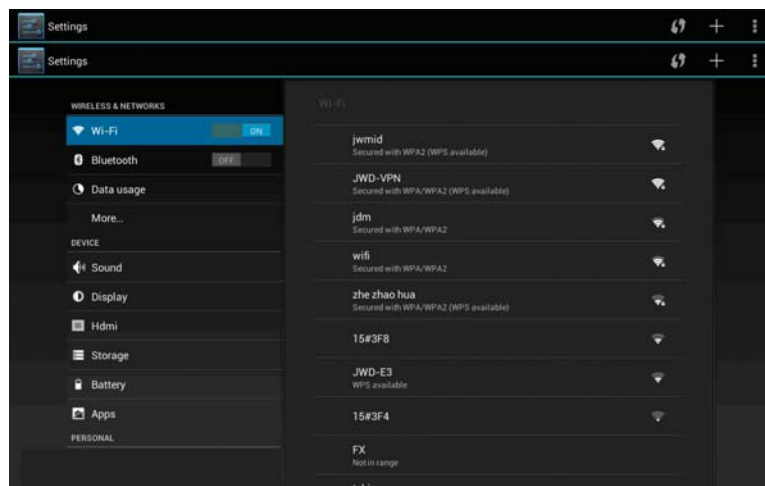 Settings
Settings
WIRELESS & NETWORKS
Wi-Fi ON
Bluetooth OFF
Data usage
More...
DEVICE
Sound
Display
Hdmi
Storage
Battery
Apps
PERSONAL
Wi-Fi
jwmid
Secured with WPA2 (WPS available)
JWD-VPN
Secured with WPA/WPA2 (WPS available)
jdm
Secured with WPA/WPA2
wifi
Secured with WPA/WPA2
zhe zhao hua
Secured with WPA/WPA2 (WPS available)
15#3F8
JWD-E3
WPS available
15#3F4
FX
Not in range